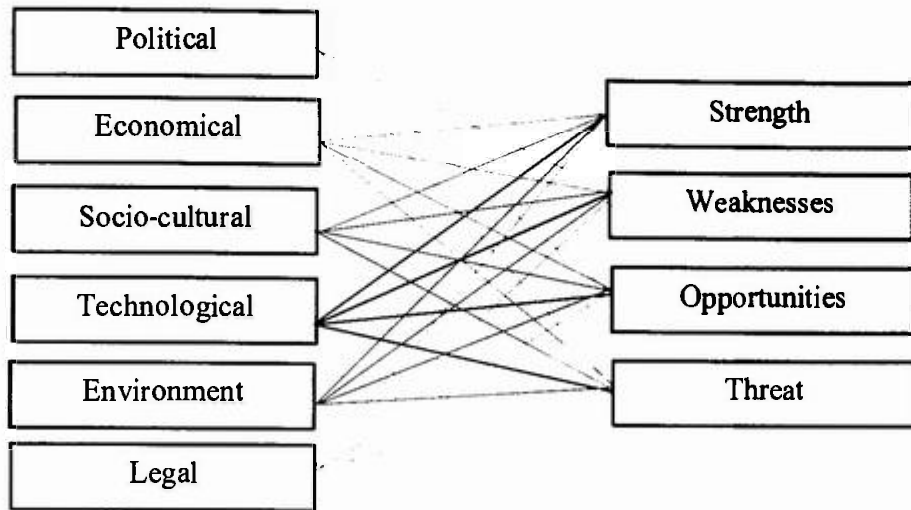 Political
Economical
Socio-cultural
Technological
Environment
Legal
Strength
Weaknesses
Opportunities
Threat